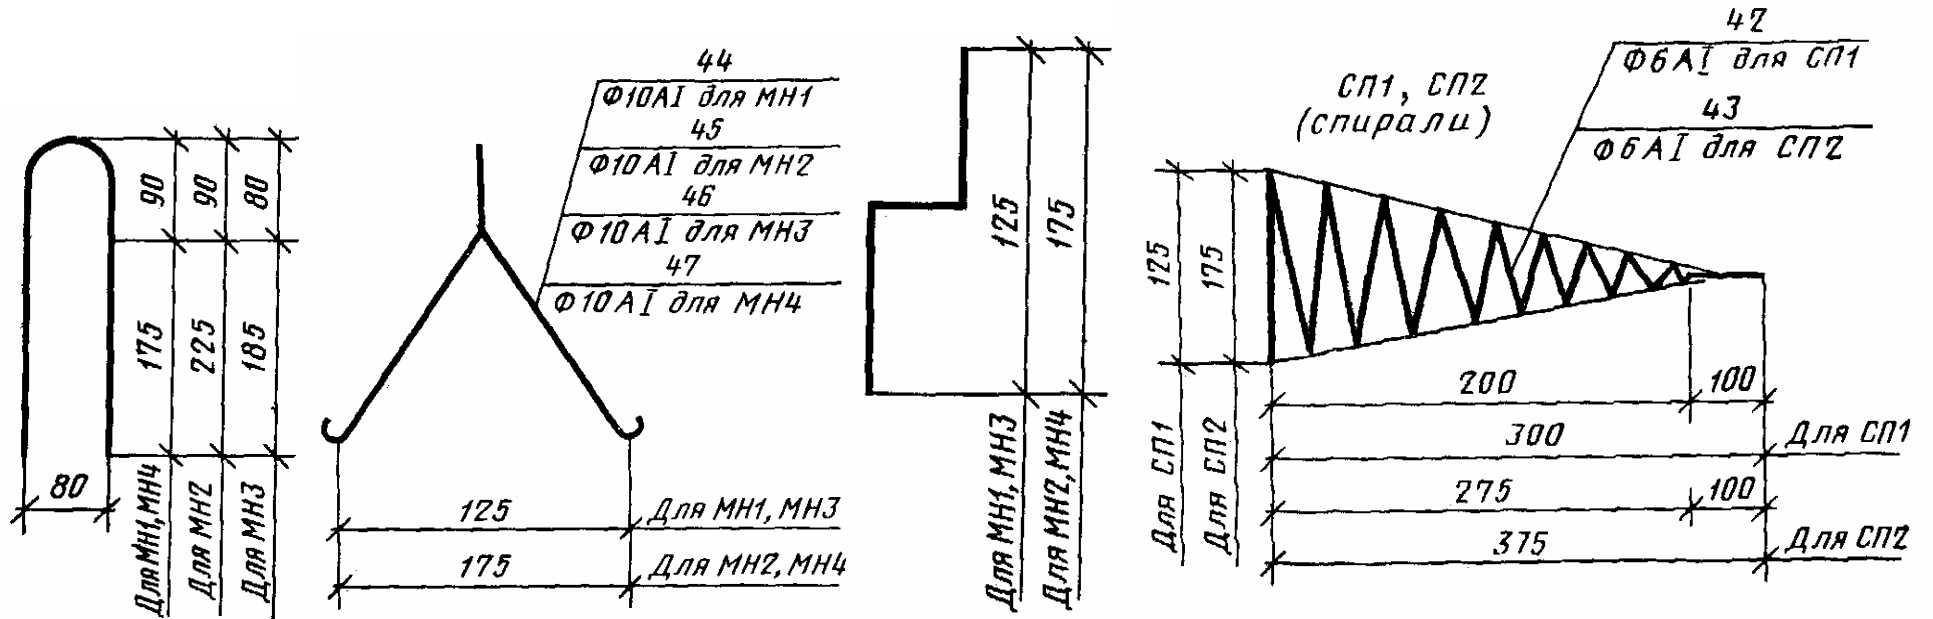 90
90
80
175
225
185
80
Для МН1, МН4
Для МН2
Для МН3
44
Ф10АI для МН1
45
Ф10АI для МН2
46
Ф10АI для МН3
47
Ф10АI для МН4
125
Для МН1, МН3
175
Для МН2, МН4
125
175
Для МН1, МН3
Для МН2, МН4
СП1, СП2
(спирали)
42
Ф6АI для СП1
43
Ф6АI для СП2
125
175
Для СП1
Для СП2
200
100
300
Для СП1
275
100
375
Для СП2